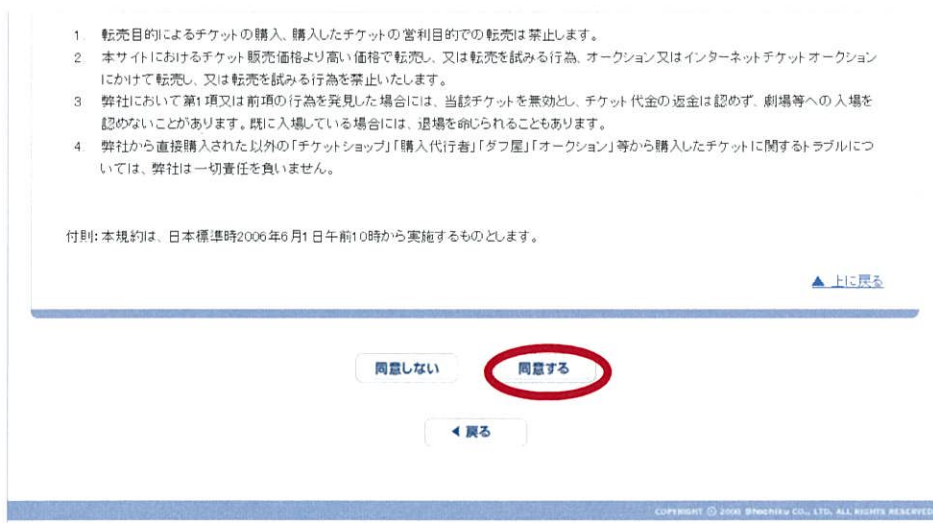 1. 転売目的によるチケットの購入、購入したチケットの営利目的での転売は禁止します。
2. 本サイトにおけるチケット販売価格より高い価格で転売し、又は転売を試みる行為、オークション又はインターネットチケットオークション
にかけて転売し、又は転売を試みる行為を禁止いたします。
3. 弊社において第1項又は前項の行為を発見した場合には、当該チケットを無効とし、チケット代金の返金は認めず、劇場等への入場を
認めないことがあります。既に入場している場合には、退場を命じられることもあります。
4. 弊社から直接購入された以外の「チケットショップ」「購入代行者」「ダフ屋」「オークション」等から購入したチケットに関するトラブルにつ
いては、弊社は一切責任を負いません。
付則:本規約は、日本標準時2006年6月1日午前10時から実施するものとします。
▲ 上に戻る
同意しない 同意する
◀ 戻る
COPYRIGHT © 2006 Shochiku CO., LTD. ALL RIGHTS RESERVED